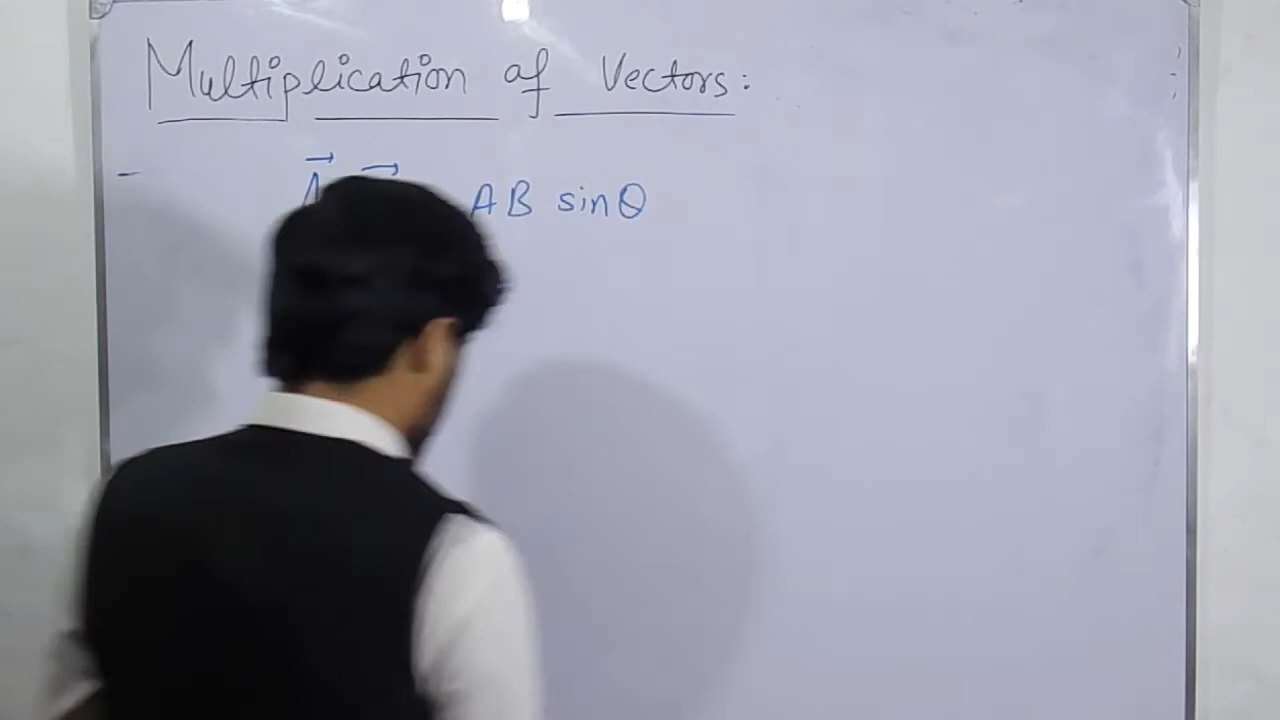 Multiplication of Vectors:
- A AB sinθ